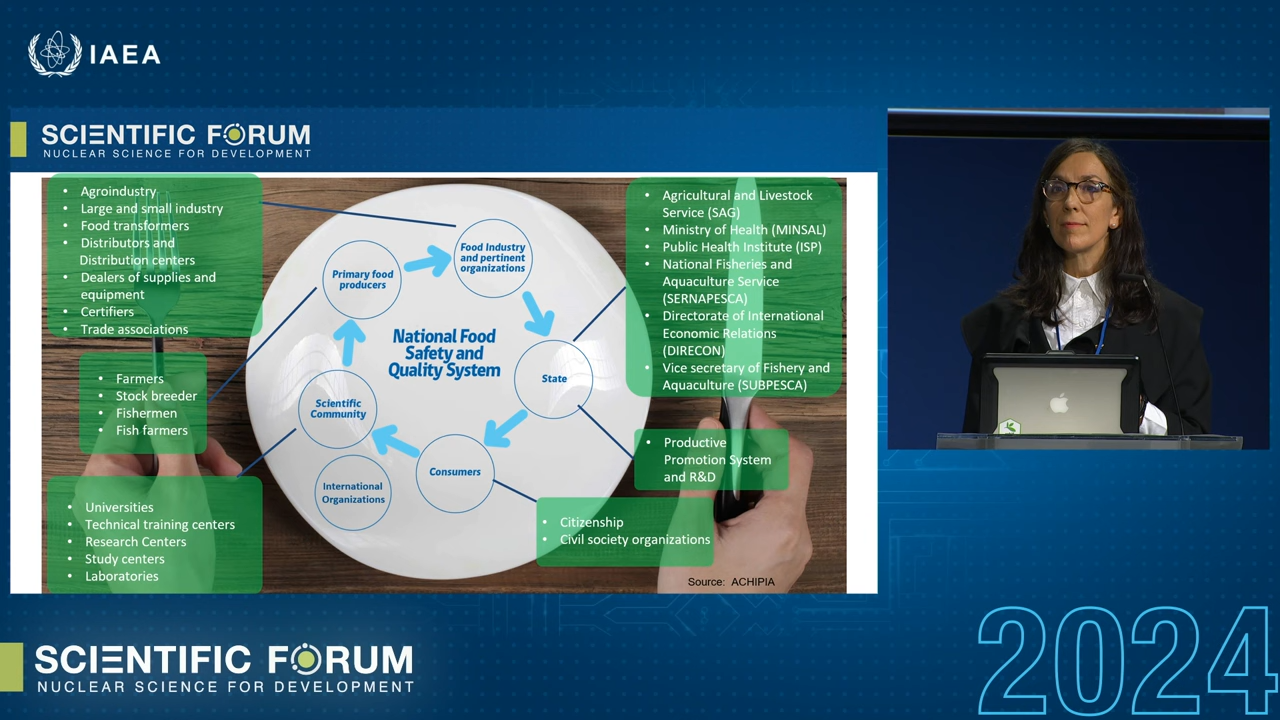 IAEA
SCIENTIFIC FORUM
NUCLEAR SCIENCE FOR DEVELOPMENT
• Agroindustry
• Large and small industry
• Food transformers
• Distributors and
Distribution centers
• Dealers of supplies and
equipment
• Certifiers
• Trade associations
• Farmers
• Stock breeder
• Fishermen
• Fish farmers
• Universities
• Technical training centers
• Research Centers
• Study centers
• Laboratories
Primary food
producers
Food Industry
and pertinent
organizations
National Food
Safety and
Quality System
State
Scientific
Community
Consumers
International
Organizations
• Agricultural and Livestock
Service (SAG)
• Ministry of Health (MINSAL)
• Public Health Institute (ISP)
• National Fisheries and
Aquaculture Service
(SERNAPESCA)
• Directorate of International
Economic Relations
(DIRECON)
• Vice secretary of Fishery and
Aquaculture (SUBPESCA)
• Productive
Promotion System
and R&D
• Citizenship
• Civil society organizations
Source: ACHIPIA
SCIENTIFIC FORUM
NUCLEAR SCIENCE FOR DEVELOPMENT
2024